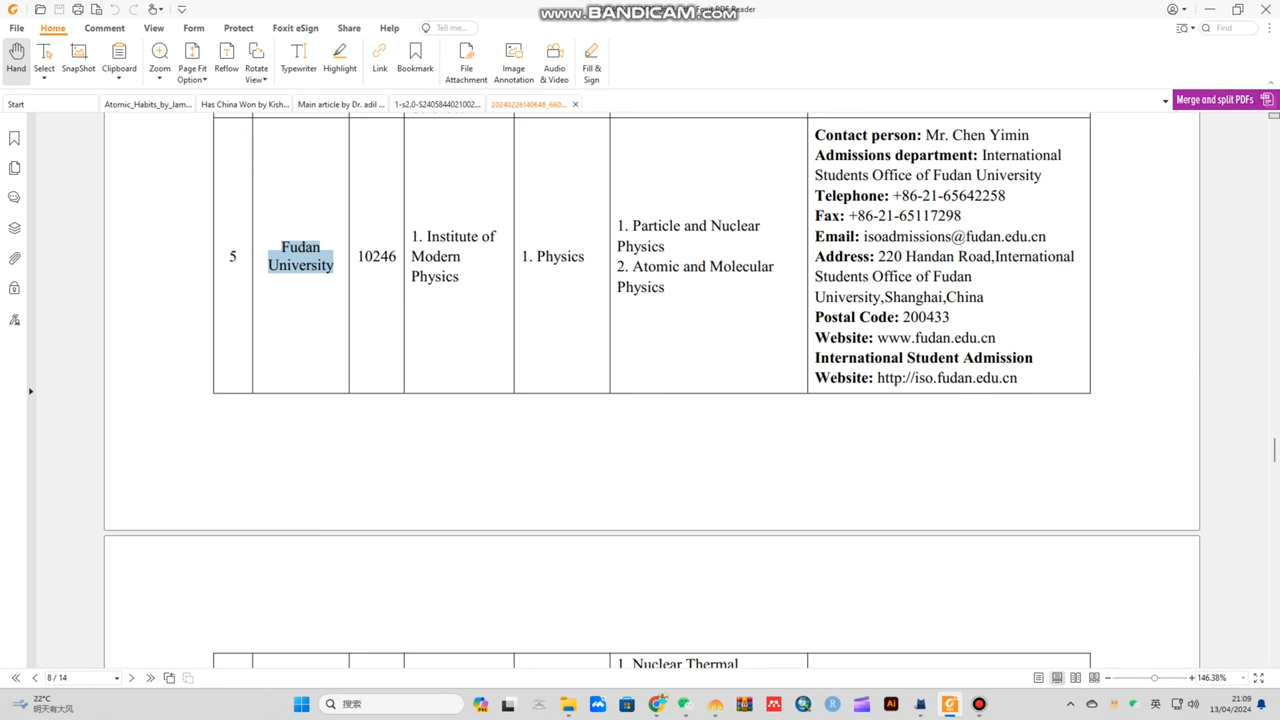 www.BANDICAM.com
Foxit PDF Reader
File
Home
Comment
View
Form
Protect
Foxit eSign
Share
Help
Tell me...
Find
Hand
Select
SnapShot
Clipboard
Zoom
Page Fit
Option
Reflow
Rotate
View
Typewriter
Highlight
Link
Bookmark
File
Attachment
Image
Annotation
Audio
& Video
Fill &
Sign
Start
Atomic_Habits_by_Jam...
Has China Won by Kish...
Main article by Dr. adil ...
1-s2.0-S2405844021002...
20240226140648_660...
Merge and split PDFs
5
Fudan
University
10246
1. Institute of
Modern
Physics
1. Physics
1. Particle and Nuclear
Physics
2. Atomic and Molecular
Physics
Contact person: Mr. Chen Yimin
Admissions department: International
Students Office of Fudan University
Telephone: +86-21-65642258
Fax: +86-21-65117298
Email: isoadmissions@fudan.edu.cn
Address: 220 Handan Road,International
Students Office of Fudan
University,Shanghai,China
Postal Code: 200433
Website: www.fudan.edu.cn
International Student Admission
Website: http://iso.fudan.edu.cn
1. Nuclear Thermal
8 / 14
146.38%
22°C
明天有大风
搜索
英
21:09
13/04/2024